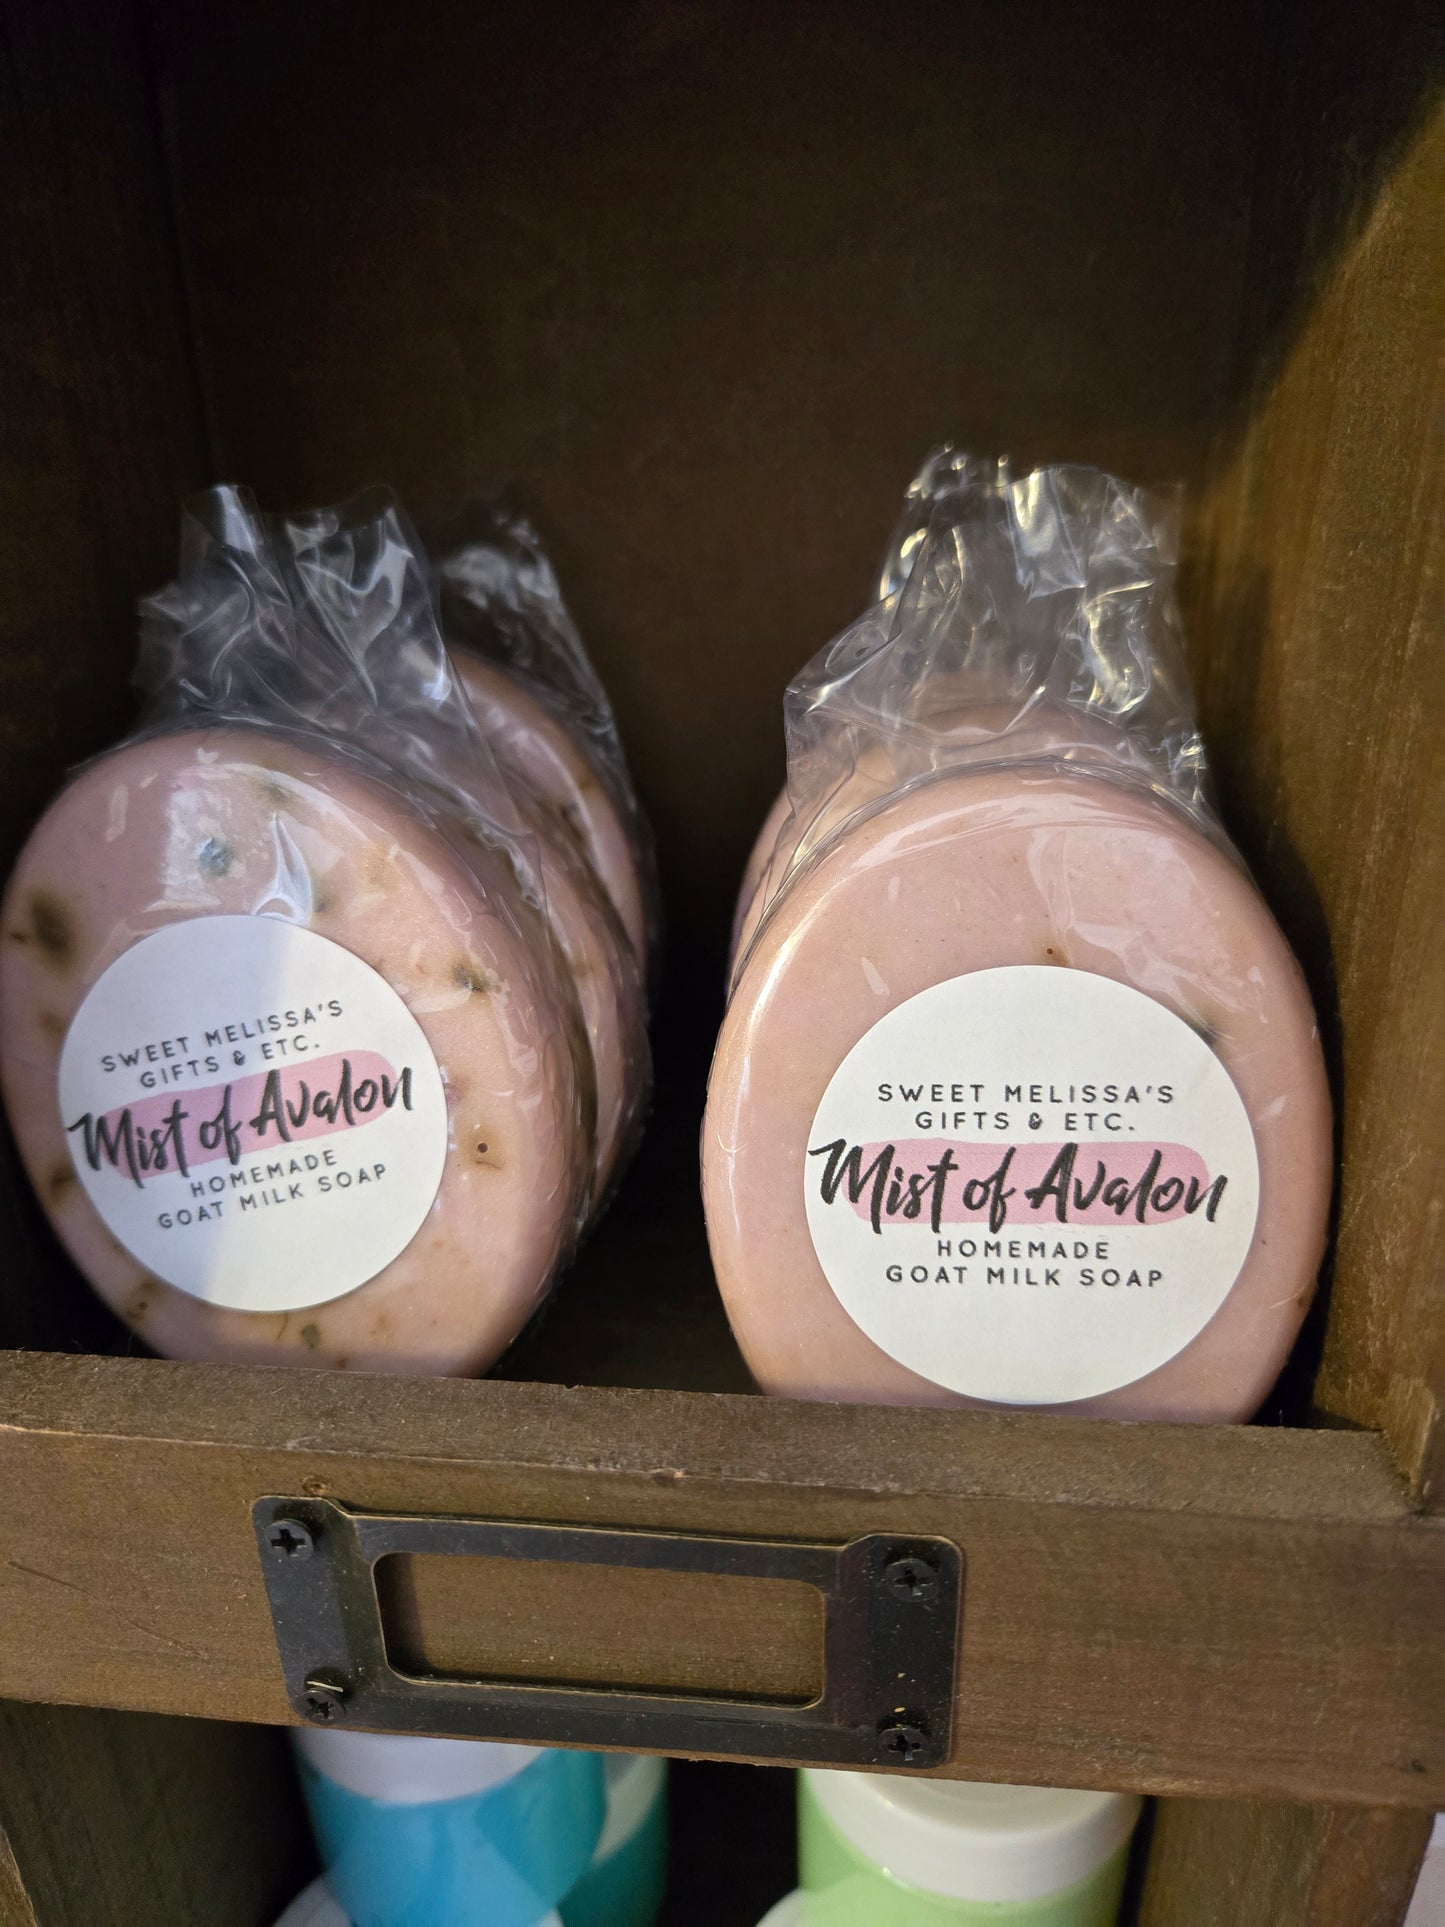 SWEET MELISSA'S
GIFTS & ETC.
Mist of Avalon
HOMEMADE
GOAT MILK SOAP
SWEET MELISSA'S
GIFTS & ETC.
Mist of Avalon
HOMEMADE
GOAT MILK SOAP